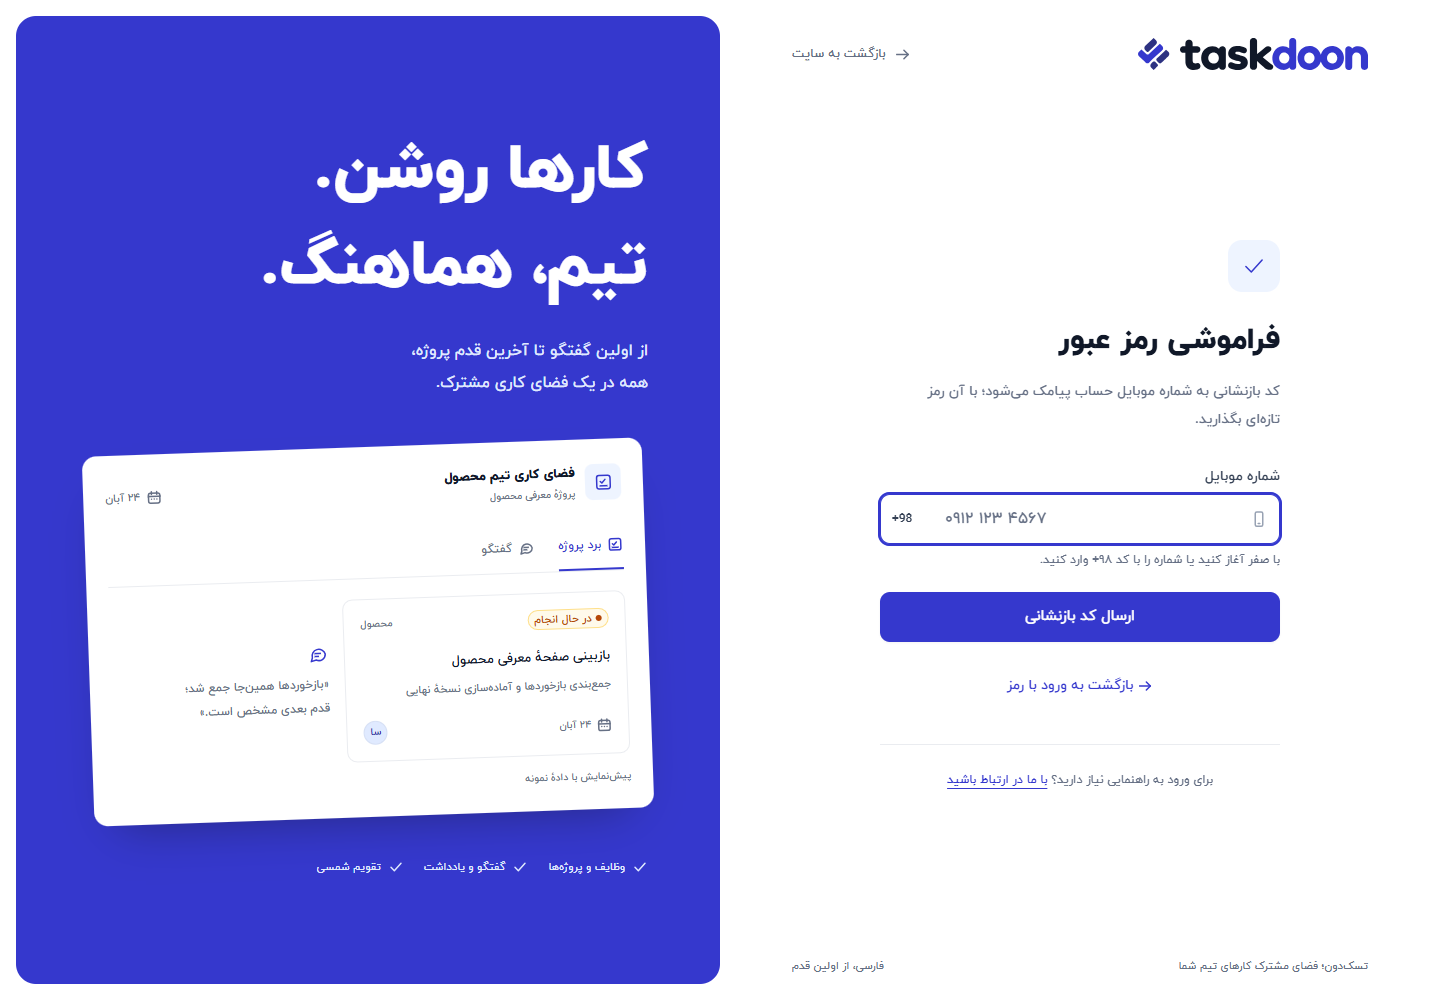 taskdoon
بازگشت به سایت
فراموشی رمز عبور
کد بازنشانی به شماره موبایل حساب پیامک می‌شود؛ با آن رمز
تازه‌ای بگذارید.
شماره موبایل
۰۹۱۲ ۱۲۳ ۴۵۶۷
+98
با صفر آغاز کنید یا شماره را با کد ۹۸+ وارد کنید.
ارسال کد بازنشانی
بازگشت به ورود با رمز
برای ورود به راهنمایی نیاز دارید؟ با ما در ارتباط باشید
تسک‌دون؛ فضای مشترک کارهای تیم شما
فارسی، از اولین قدم
کارها روشن.
تیم، هماهنگ.
از اولین گفتگو تا آخرین قدم پروژه،
همه در یک فضای کاری مشترک.
فضای کاری تیم محصول
پروژهٔ معرفی محصول
۲۴ آبان
برد پروژه
گفتگو
در حال انجام
محصول
بازبینی صفحهٔ معرفی محصول
جمع‌بندی بازخوردها و آماده‌سازی نسخهٔ نهایی
۲۴ آبان
سا
«بازخوردها همین‌جا جمع شد؛
قدم بعدی مشخص است.»
پیش‌نمایش با دادهٔ نمونه
وظایف و پروژه‌ها
گفتگو و یادداشت
تقویم شمسی